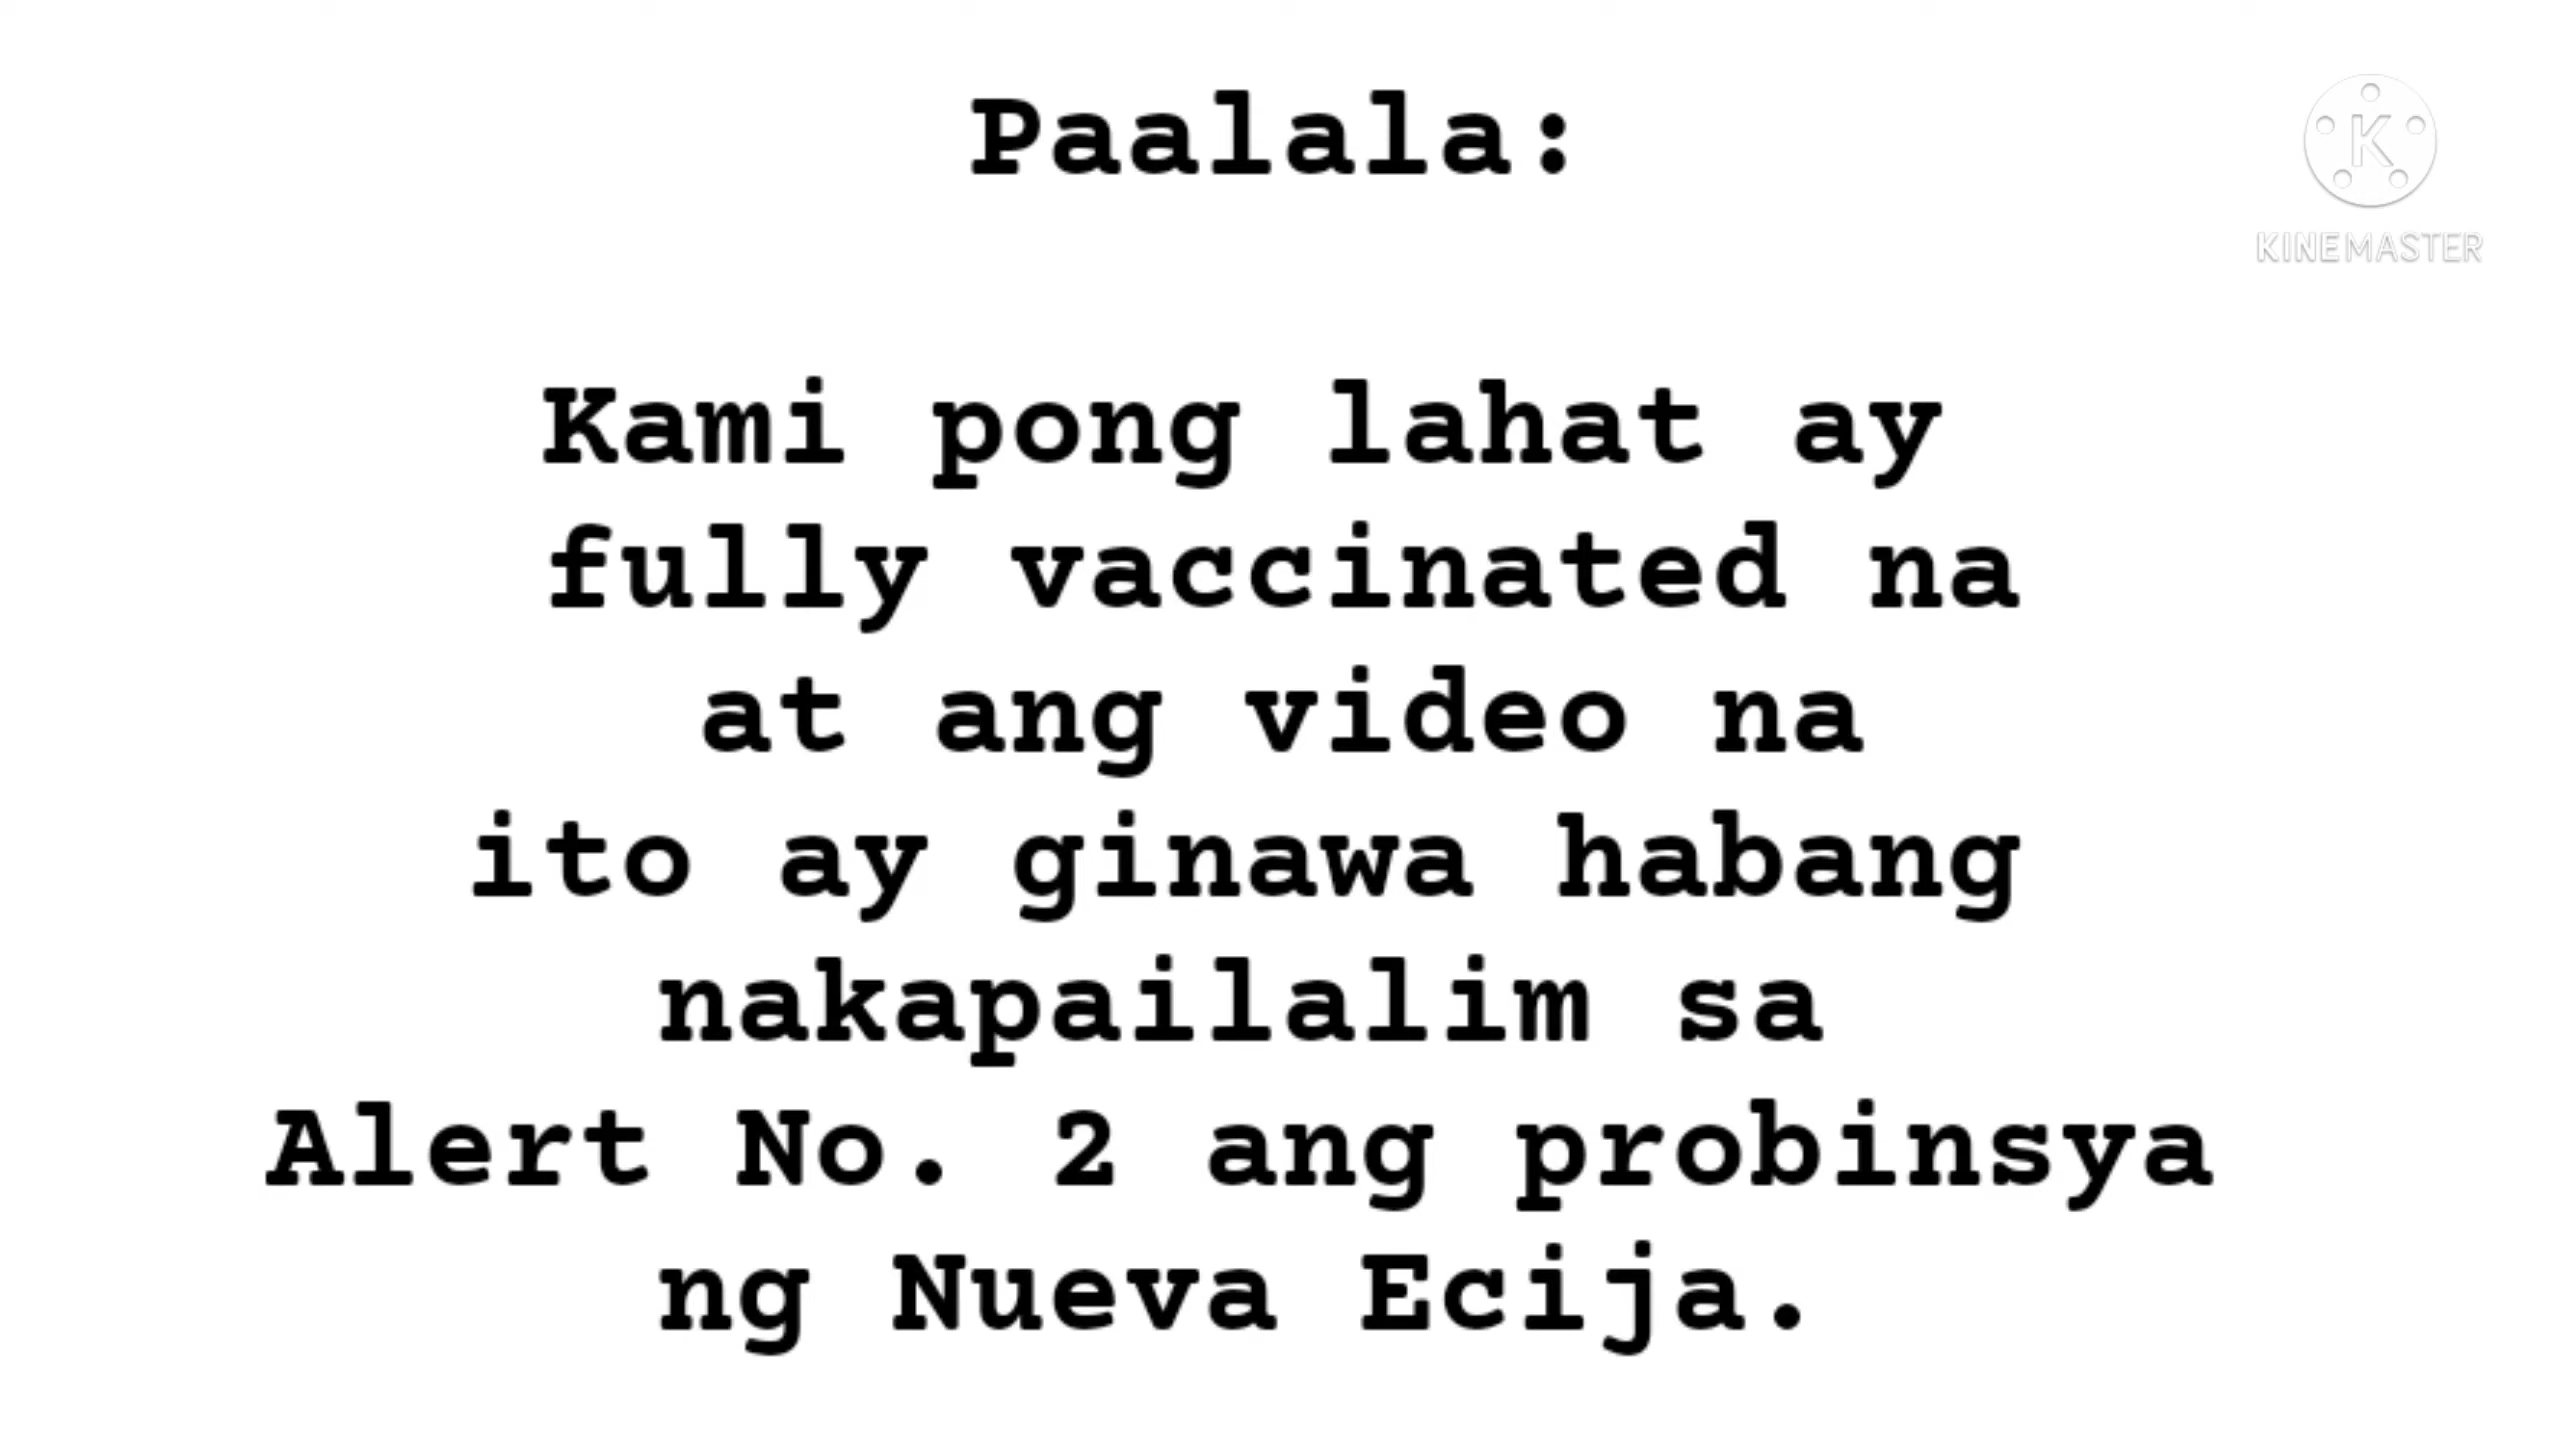 Paalala:
KINEMASTER
Kami pong lahat ay
fully vaccinated na
at ang video na
ito ay ginawa habang
nakapailalim sa
Alert No. 2 ang probinsya
ng Nueva Ecija.